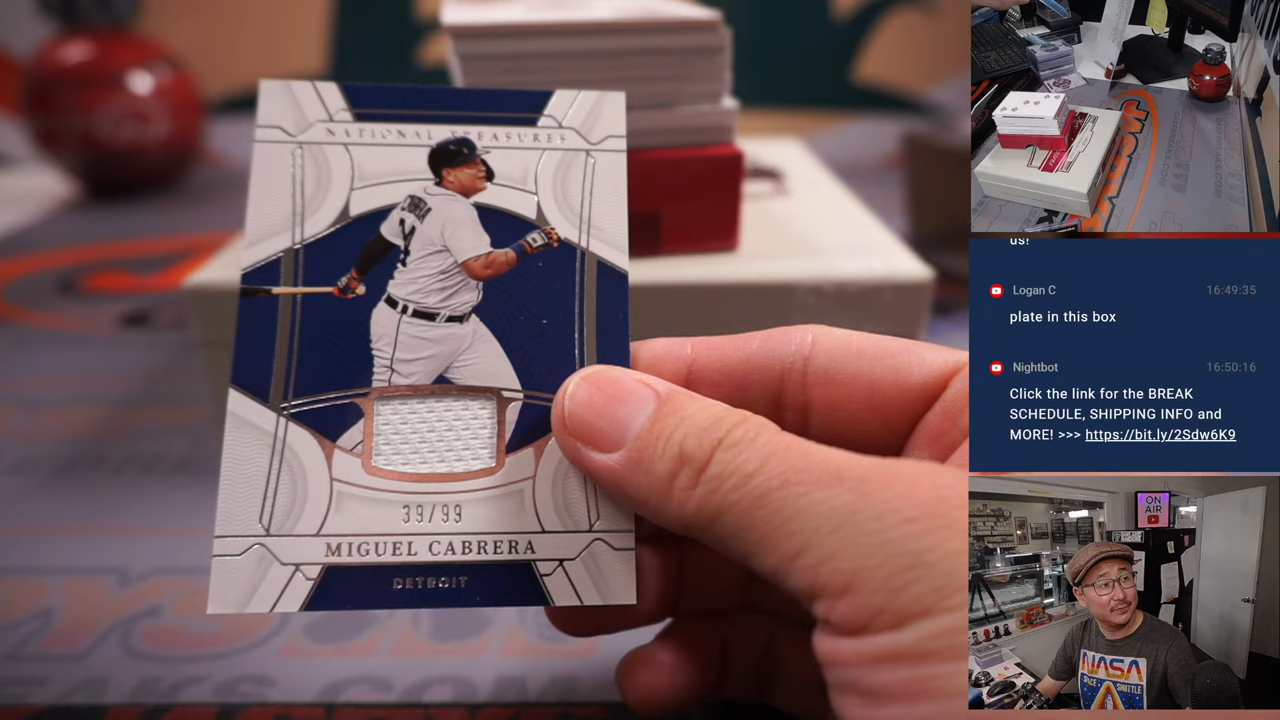 NATIONAL TREASURES
CABRERA
39/99
MIGUEL CABRERA
DETROIT
us!
Logan C 16:49:35
plate in this box
Nightbot 16:50:16
Click the link for the BREAK
SCHEDULE, SHIPPING INFO and
MORE! >>> https://bit.ly/2Sdw6K9
ON
AIR
NASA
SPACE SHUTTLE